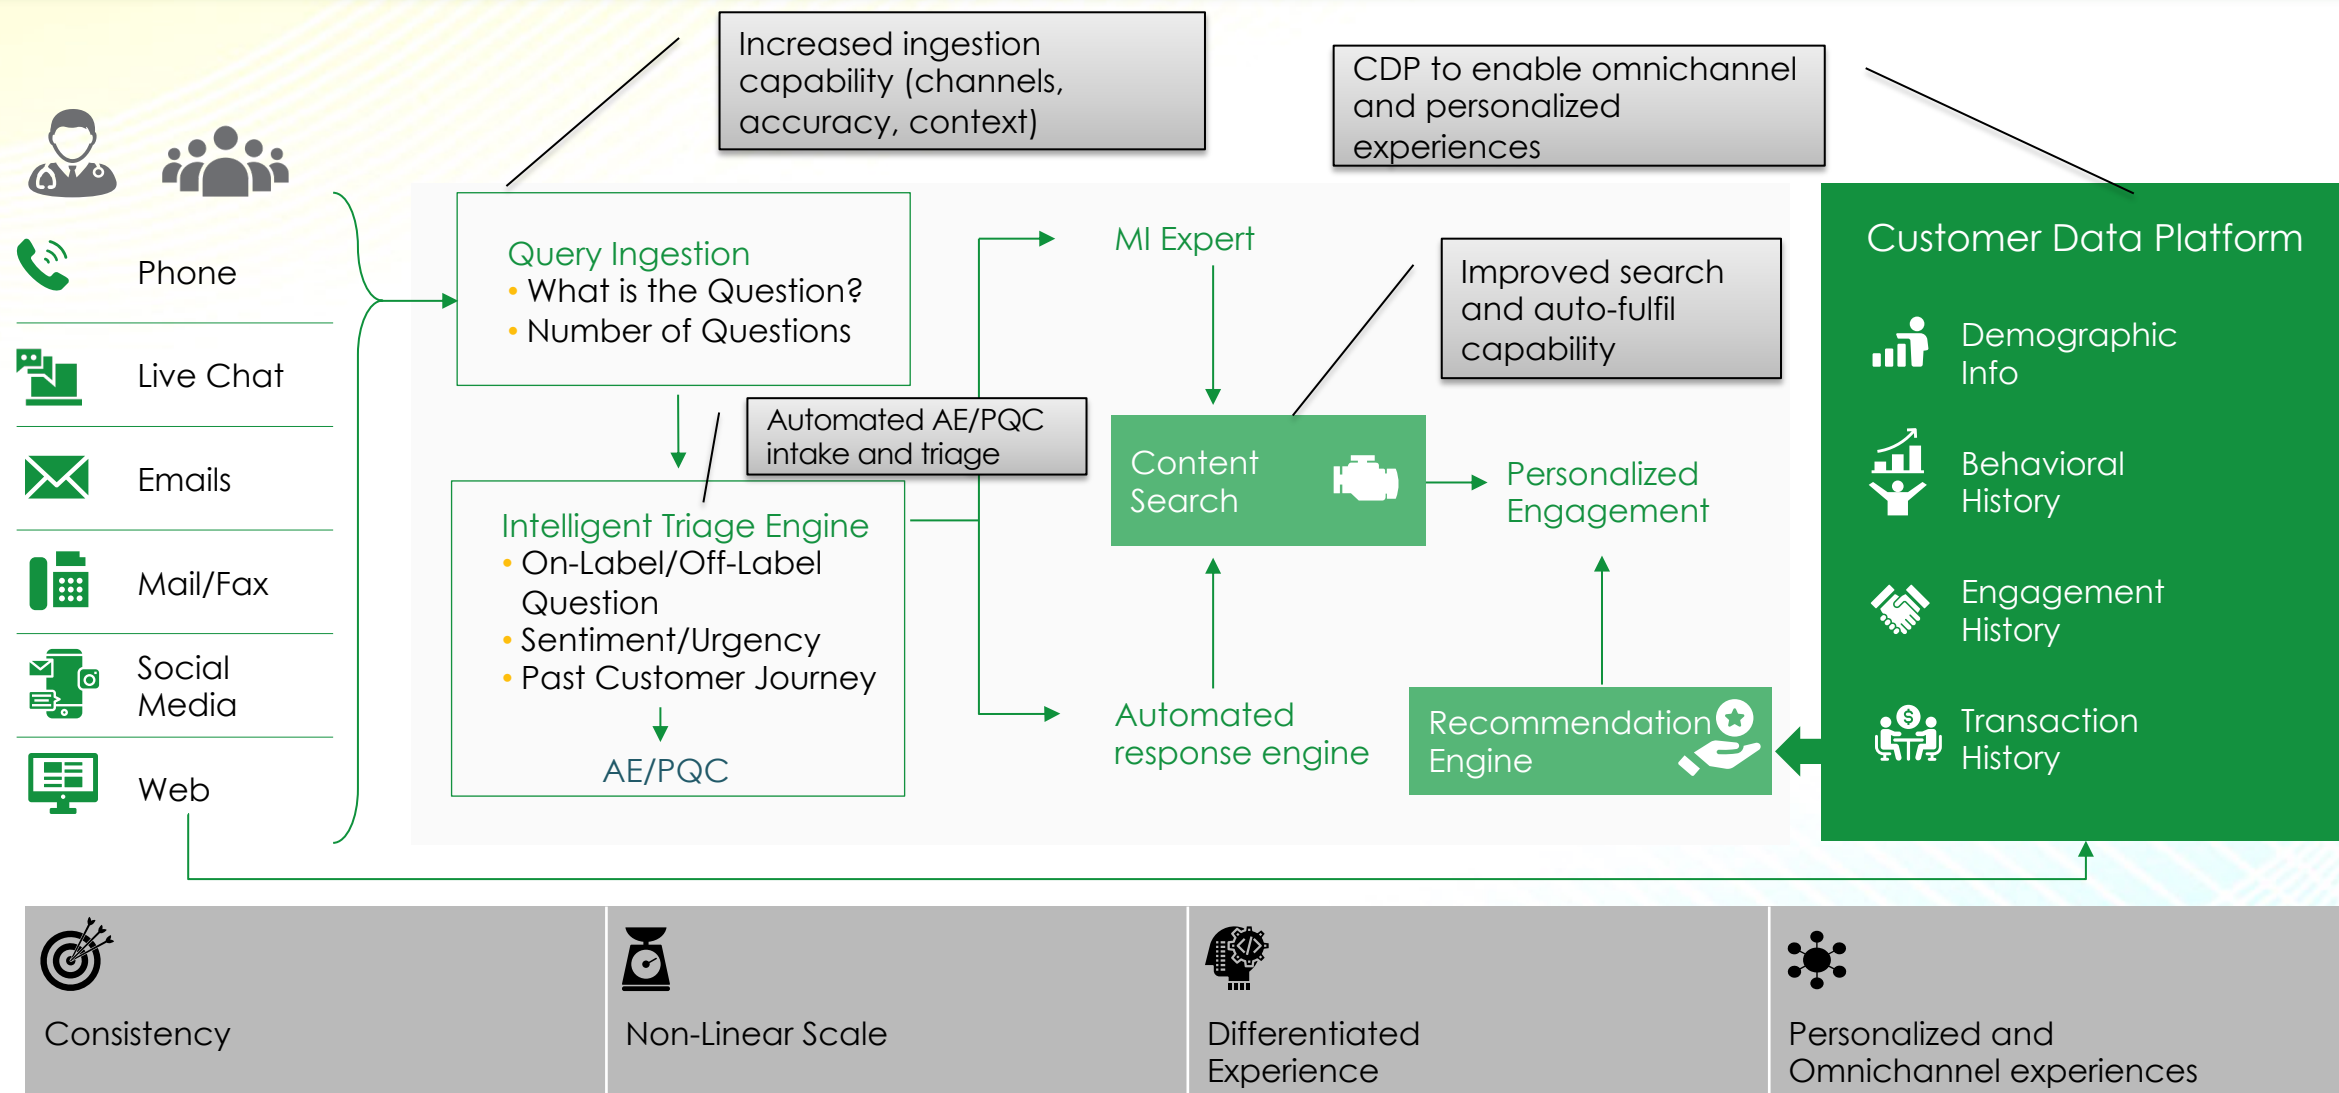 Increased ingestion
capability (channels,
accuracy, context)
CDP to enable omnichannel
and personalized
experiences
Phone
Live Chat
Emails
Mail/Fax
Social
Media
Web
Query Ingestion
• What is the Question?
• Number of Questions
Automated AE/PQC
intake and triage
Intelligent Triage Engine
• On-Label/Off-Label
Question
• Sentiment/Urgency
• Past Customer Journey
AE/PQC
MI Expert
Improved search
and auto-fulfil
capability
Content
Search
Personalized
Engagement
Automated
response engine
Recommendation
Engine
Customer Data Platform
Demographic
Info
Behavioral
History
Engagement
History
$
Transaction
History
Consistency
Non-Linear Scale
Differentiated
Experience
Personalized and
Omnichannel experiences